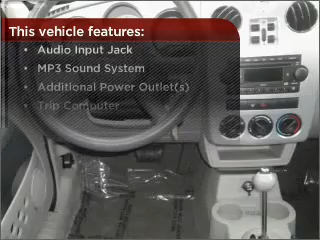 This vehicle features:
• Audio Input Jack
• MP3 Sound System
• Additional Power Outlet(s)
• Trip Computer